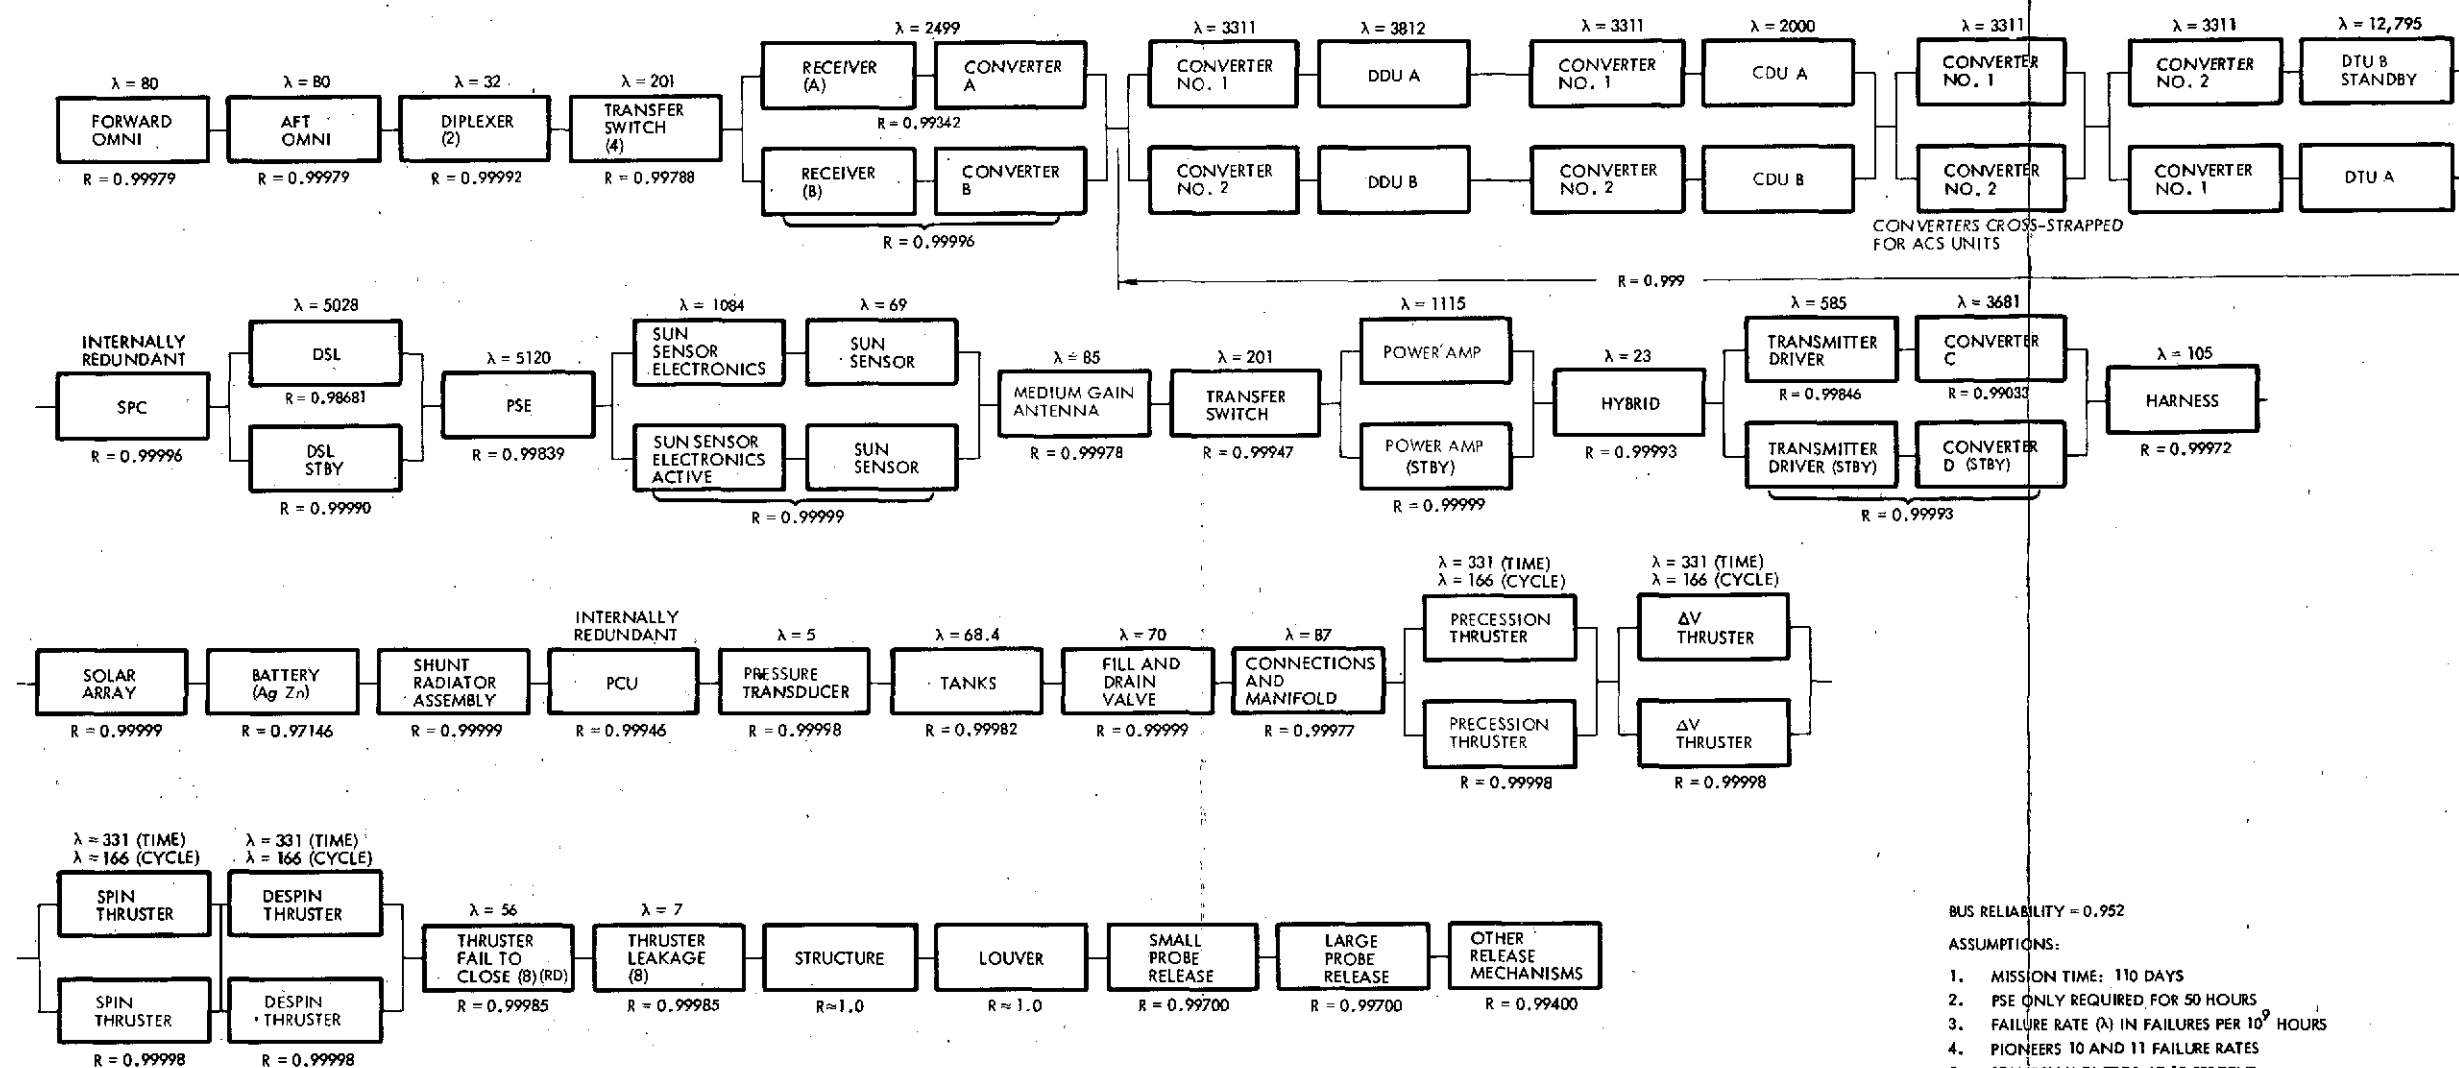 λ = 2499
λ = 3311
λ = 3812
λ = 3311
λ = 2000
λ = 3311
λ = 3311
λ = 12,795
λ = 80
λ = 80
λ = 32
λ = 201
FORWARD
OMNI
AFT
OMNI
DIPLEXER
(2)
TRANSFER
SWITCH
(4)
RECEIVER
(A)
CONVERTER
A
CONVERTER
NO. 1
DDU A
CONVERTER
NO. 1
CDU A
CONVERTER
NO. 1
CONVERTER
NO. 2
DTU B
STANDBY
R = 0.99979
R = 0.99979
R = 0.99992
R = 0.99788
R = 0.99342
RECEIVER
(B)
CONVERTER
B
CONVERTER
NO. 2
DDU B
CONVERTER
NO. 2
CDU B
CONVERTER
NO. 2
CONVERTER
NO. 1
DTU A
R = 0.99996
CONVERTERS CROSS-STRAPPED
FOR ACS UNITS
R = 0.999
INTERNALLY
REDUNDANT
λ = 5028
λ = 5120
λ = 1084
λ = 69
λ = 85
λ = 201
λ = 1115
λ = 23
λ = 585
λ = 3681
λ = 105
SPC
DSL
R = 0.98681
DSL
STBY
PSE
SUN
SENSOR
ELECTRONICS
SUN
SENSOR
SUN SENSOR
ELECTRONICS
ACTIVE
SUN
SENSOR
MEDIUM GAIN
ANTENNA
TRANSFER
SWITCH
POWER AMP
POWER AMP
(STBY)
HYBRID
TRANSMITTER
DRIVER
CONVERTER
C
R = 0.99846
R = 0.99033
TRANSMITTER
DRIVER (STBY)
CONVERTER
D (STBY)
HARNESS
R = 0.99996
R = 0.99990
R = 0.99839
R = 0.99999
R = 0.99978
R = 0.99947
R = 0.99999
R = 0.99993
R = 0.99993
R = 0.99972
INTERNALLY
REDUNDANT
λ = 5
λ = 68.4
λ = 70
λ = 87
λ = 331 (TIME)
λ = 166 (CYCLE)
λ = 331 (TIME)
λ = 166 (CYCLE)
SOLAR
ARRAY
BATTERY
(Ag Zn)
SHUNT
RADIATOR
ASSEMBLY
PCU
PRESSURE
TRANSDUCER
TANKS
FILL AND
DRAIN
VALVE
CONNECTIONS
AND
MANIFOLD
PRECESSION
THRUSTER
PRECESSION
THRUSTER
ΔV
THRUSTER
ΔV
THRUSTER
R = 0.99999
R = 0.97146
R = 0.99999
R = 0.99946
R = 0.99998
R = 0.99982
R = 0.99999
R = 0.99977
R = 0.99998
R = 0.99998
λ = 331 (TIME)
λ = 166 (CYCLE)
λ = 331 (TIME)
λ = 166 (CYCLE)
λ = 56
λ = 7
SPIN
THRUSTER
DESPIN
THRUSTER
SPIN
THRUSTER
DESPIN
THRUSTER
THRUSTER
FAIL TO
CLOSE (8)(RD)
THRUSTER
LEAKAGE
(8)
STRUCTURE
LOUVER
SMALL
PROBE
RELEASE
LARGE
PROBE
RELEASE
OTHER
RELEASE
MECHANISMS
R = 0.99998
R = 0.99998
R = 0.99985
R = 0.99985
R≈1.0
R ≈ 1.0
R = 0.99700
R = 0.99700
R = 0.99400
BUS RELIABILITY = 0.952
ASSUMPTIONS:
1. MISSION TIME: 110 DAYS
2. PSE ONLY REQUIRED FOR 50 HOURS
3. FAILURE RATE (λ) IN FAILURES PER 10⁹ HOURS
4. PIONEERS 10 AND 11 FAILURE RATES